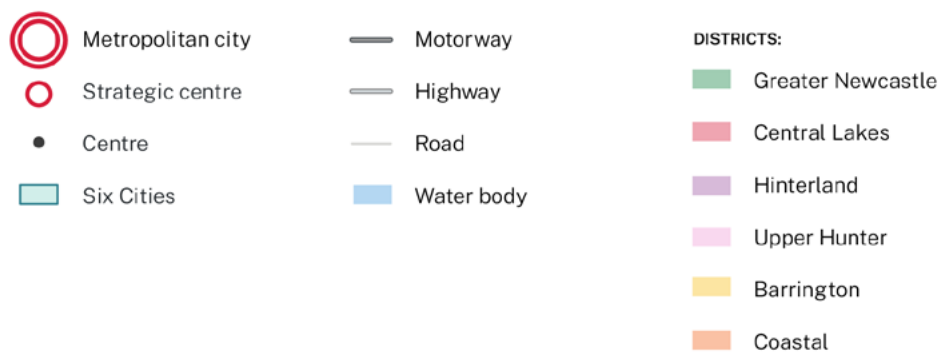 Metropolitan city
Strategic centre
Centre
Six Cities
Motorway
Highway
Road
Water body
DISTRICTS:
Greater Newcastle
Central Lakes
Hinterland
Upper Hunter
Barrington
Coastal